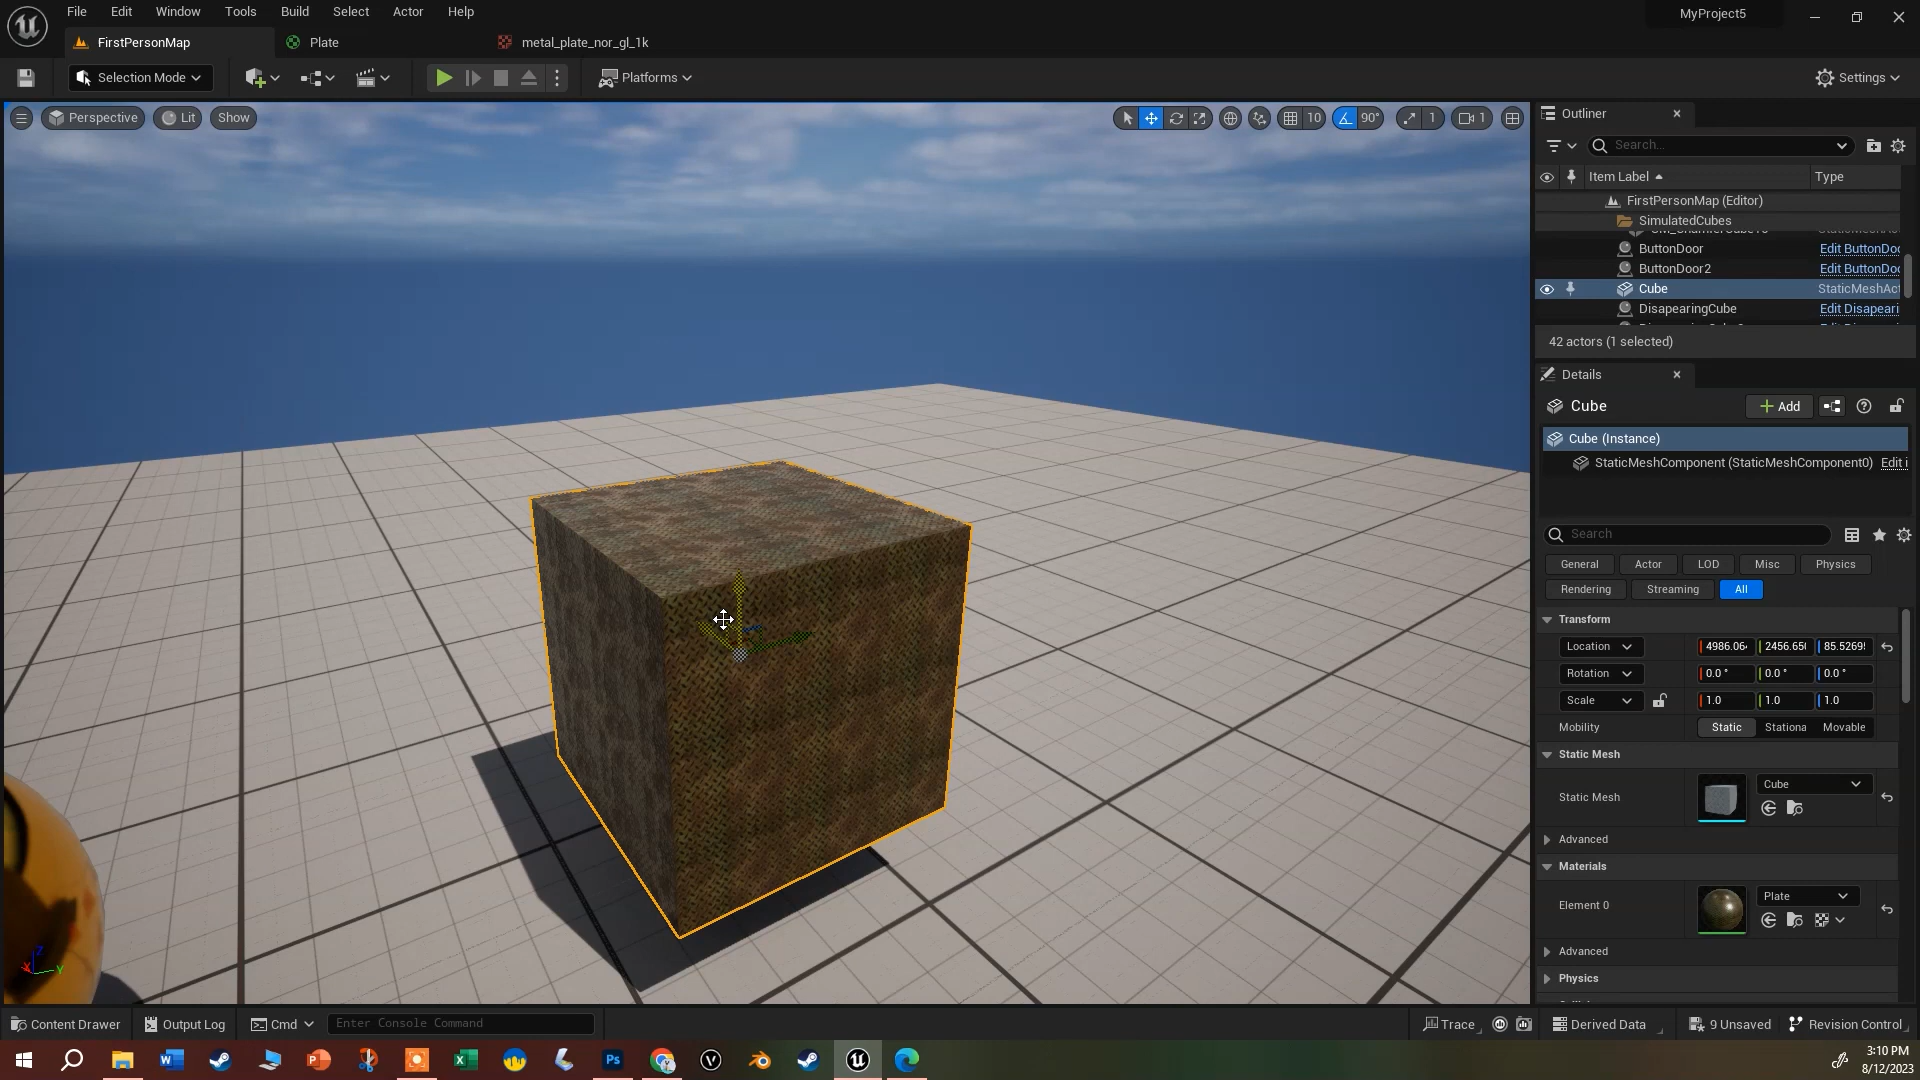 File Edit Window Tools Build Select Actor Help
MyProject5
FirstPersonMap
Plate
metal_plate_nor_gl_1k
Selection Mode
Platforms
Settings
Perspective
Lit
Show
10
90°
1
1
Outliner
Search...
Item Label
Type
FirstPersonMap (Editor)
SimulatedCubes
ButtonDoor Edit ButtonDoo
ButtonDoor2 Edit ButtonDoo
Cube StaticMeshAct
DisapearingCube Edit Disapeari
42 actors (1 selected)
Details
Cube
Add
Cube (Instance)
StaticMeshComponent (StaticMeshComponent0) Edit i
Search
General Actor LOD Misc Physics
Rendering Streaming All
Transform
Location 4986.06 2456.65 85.5269
Rotation 0.0 ° 0.0 ° 0.0 °
Scale 1.0 1.0 1.0
Mobility Static Stationa Movable
Static Mesh
Static Mesh Cube
Advanced
Materials
Element 0 Plate
Advanced
Physics
Z
X
Y
Content Drawer
Output Log
Cmd
Enter Console Command
Trace
Derived Data
9 Unsaved
Revision Control
3:10 PM
8/12/2023